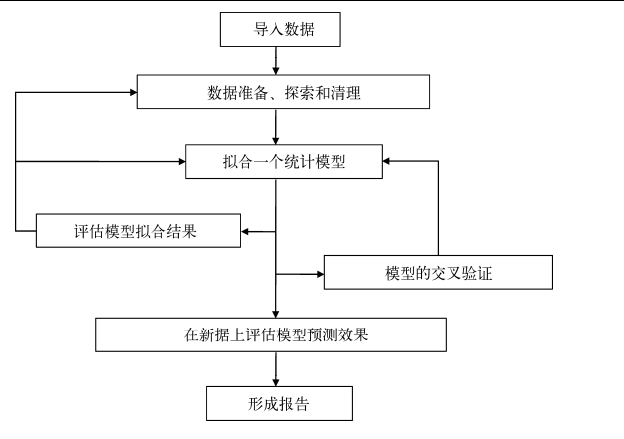 导入数据
数据准备、探索和清理
拟合一个统计模型
评估模型拟合结果
模型的交叉验证
在新据上评估模型预测效果
形成报告